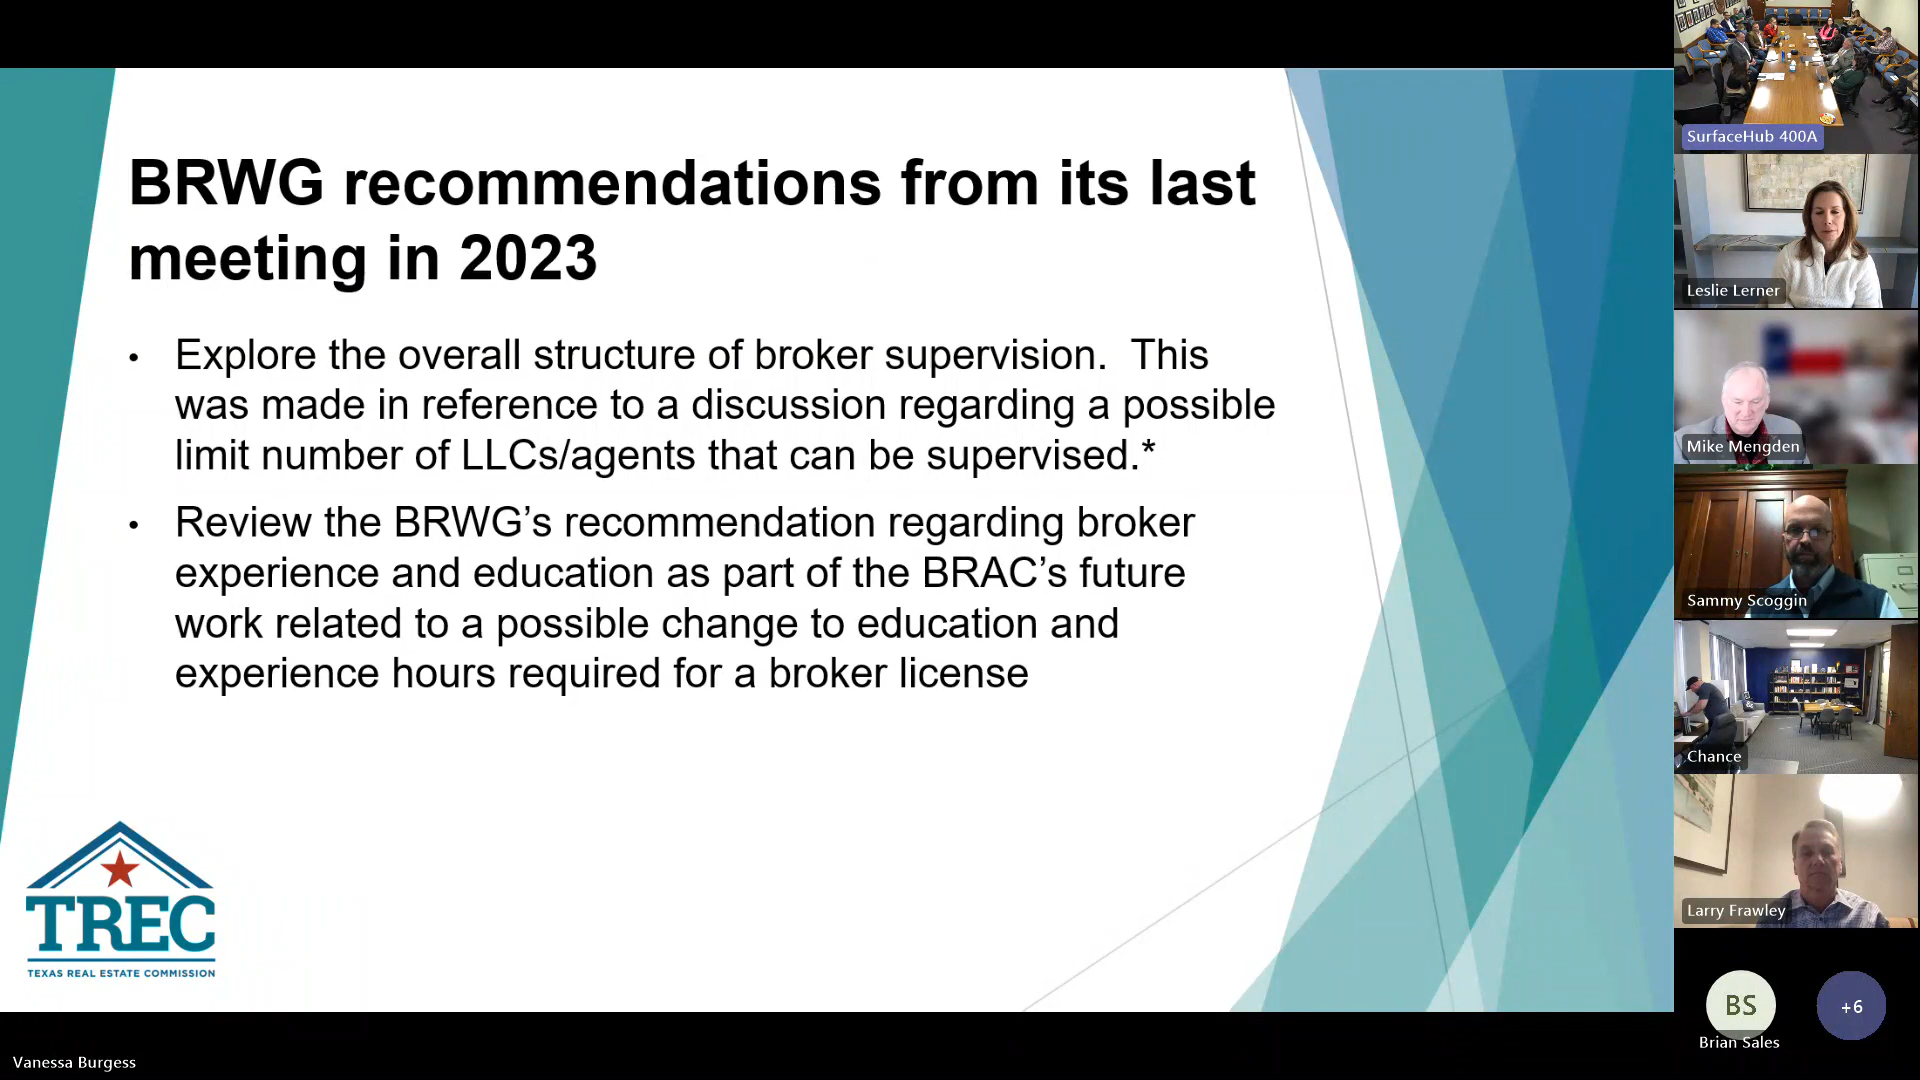 BRWG recommendations from its last
meeting in 2023
• Explore the overall structure of broker supervision.  This
was made in reference to a discussion regarding a possible
limit number of LLCs/agents that can be supervised.*
• Review the BRWG’s recommendation regarding broker
experience and education as part of the BRAC’s future
work related to a possible change to education and
experience hours required for a broker license
TREC
TEXAS REAL ESTATE COMMISSION
Vanessa Burgess
SurfaceHub 400A
Leslie Lerner
Mike Mengden
Sammy Scoggin
Chance
Larry Frawley
BS
Brian Sales
+6